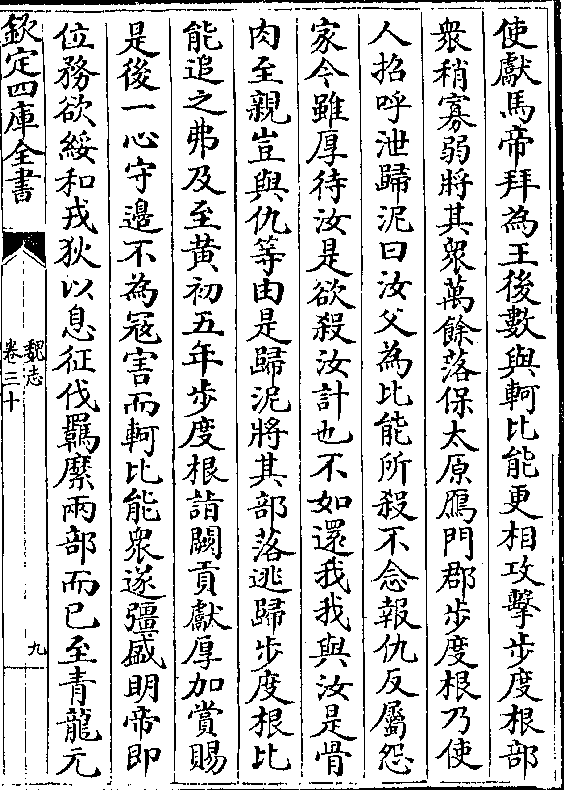 使獻馬帝拜為王後數與軻比能更相攻擊步度根部
衆稍寡弱將其衆萬餘落保太原鴈門郡步度根乃使
人招呼泄歸泥曰汝父為比能所殺不念報仇反屬怨
家今雖厚待汝是欲殺汝計也不如還我我與汝是骨
肉至親豈與仇等由是歸泥將其部落逃歸步度根比
能追之弗及至黄初五年步度根詣闕貢獻厚加賞賜
是後一心守邊不為寇害而軻比能衆遂彊盛明帝即
位務欲綏和戎狄以息征伐羈縻兩部而已至青龍元
欽定四庫全書
魏志
卷三十
九